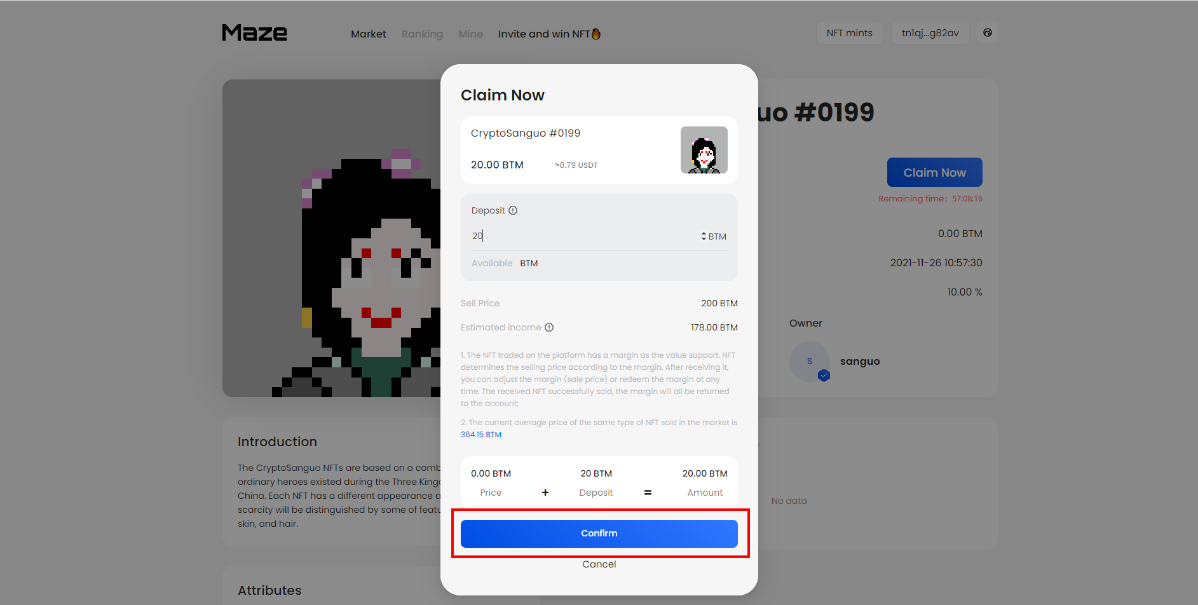 Maze
Market Ranking Mine Invite and win NFT🔥 NFT mints tn1qj...g82av
Claim Now
CryptoSanguo #0199
20.00 BTM ~0.79 USDT
Deposit
20 BTM
Available BTM
Sell Price 200 BTM
Estimated income 178.00 BTM
1. The NFT traded on the platform has a margin as the value support. NFT
determines the selling price according to the margin. After receiving it,
you can adjust the margin (sale price) or redeem the margin at any
time. The received NFT successfully sold, the margin will all be returned
to the account;
2. The current average price of the same type of NFT sold in the market is
364.15 BTM;
0.00 BTM 20 BTM 20.00 BTM
Price + Deposit = Amount
Confirm
Cancel
uo #0199
Claim Now
Remaining time: 57:08:16
0.00 BTM
2021-11-26 10:57:30
10.00 %
Owner
S sanguo
Introduction
The CryptoSanguo NFTs are based on a comb
ordinary heroes existed during the Three King
China. Each NFT has a different appearance a
scarcity will be distinguished by some of featu
skin, and hair.
No data
Attributes